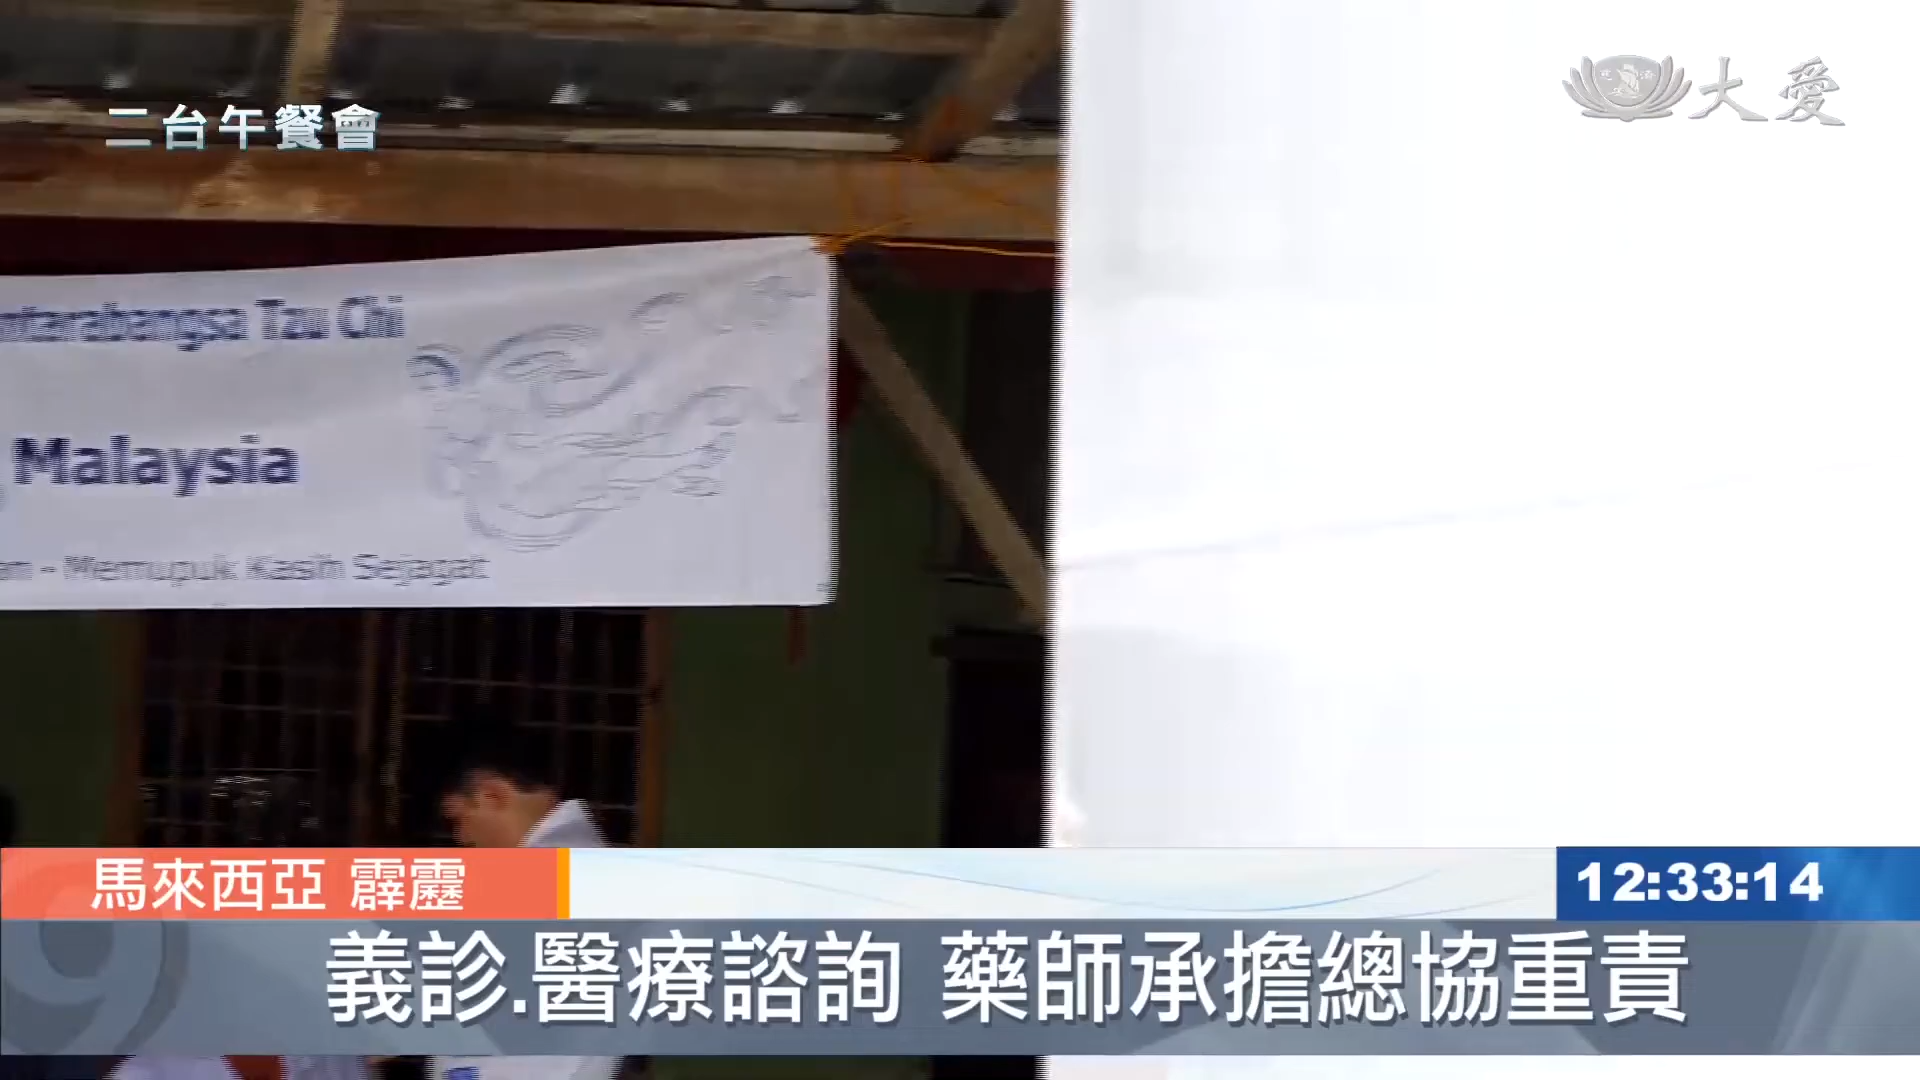 二台午餐會
大愛
ntarabangsa Tzu Chi
Malaysia
an - Memupuk Kasih Sejagat
馬來西亞 霹靂
12:33:14
義診.醫療諮詢 藥師承擔總協重責